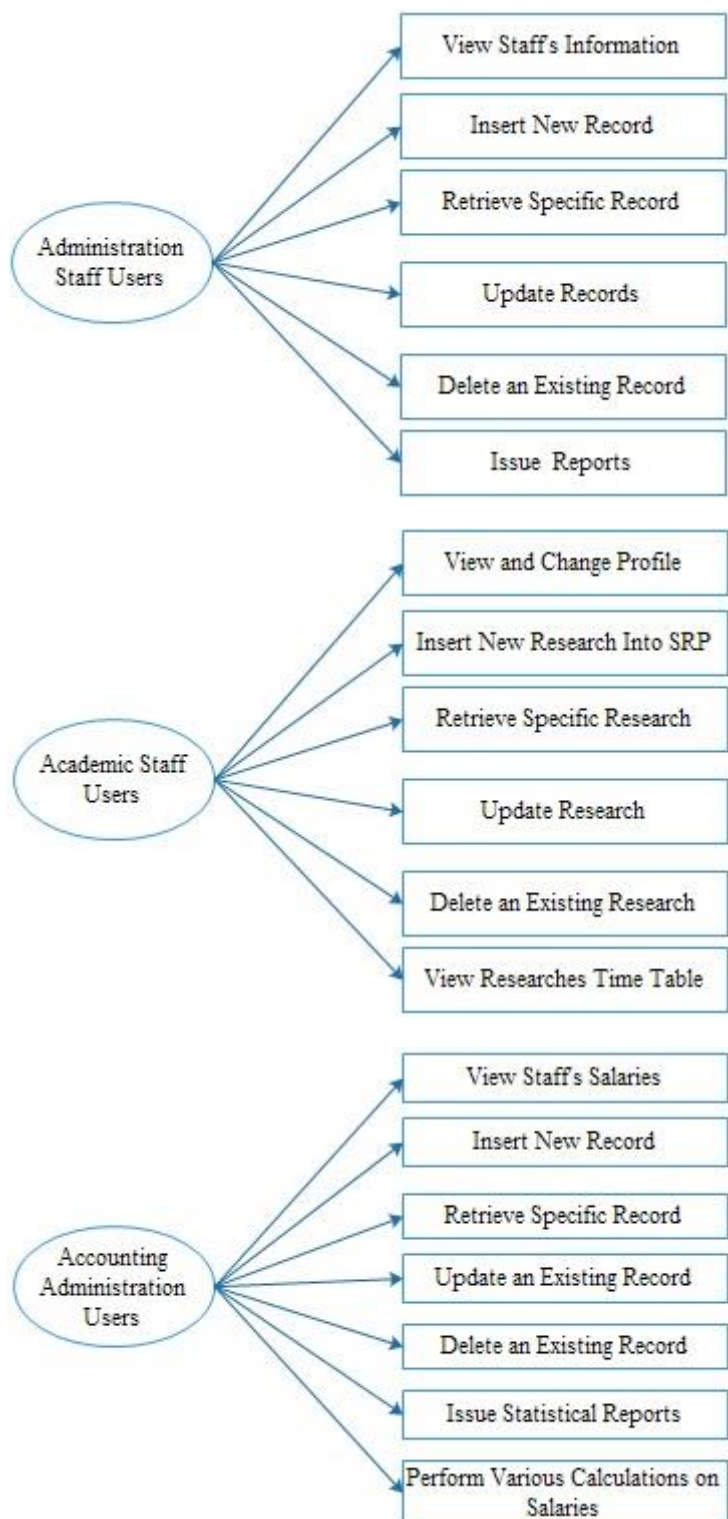 View Staff's Information
Insert New Record
Retrieve Specific Record
Administration
Staff Users
Update Records
Delete an Existing Record
Issue Reports
View and Change Profile
Insert New Research Into SRP
Retrieve Specific Research
Academic Staff
Users
Update Research
Delete an Existing Research
View Researches Time Table
View Staff's Salaries
Insert New Record
Retrieve Specific Record
Accounting
Administration
Users
Update an Existing Record
Delete an Existing Record
Issue Statistical Reports
Perform Various Calculations on
Salaries